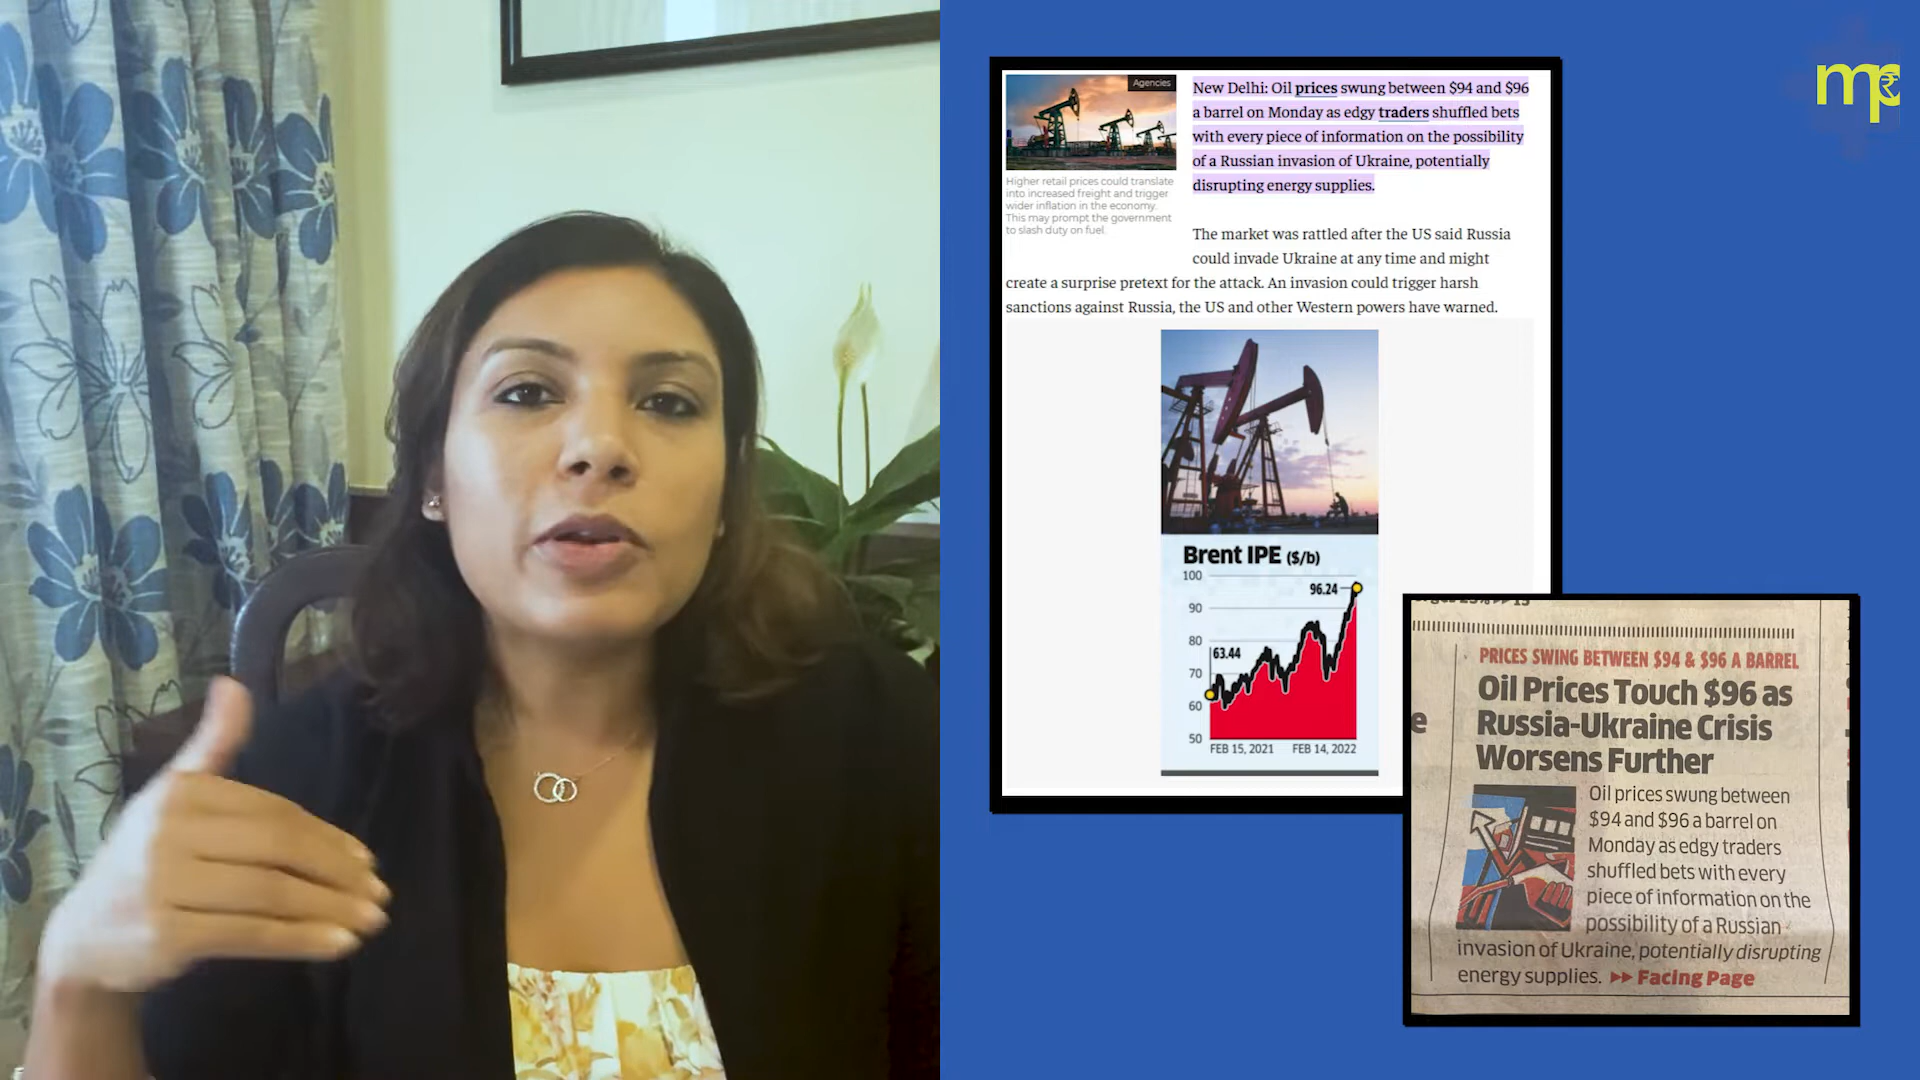 mp
Agencies
New Delhi: Oil prices swung between $94 and $96
a barrel on Monday as edgy traders shuffled bets
with every piece of information on the possibility
of a Russian invasion of Ukraine, potentially
disrupting energy supplies.
Higher retail prices could translate
into increased freight and trigger
wider inflation in the economy.
This may prompt the government
to slash duty on fuel.
The market was rattled after the US said Russia
could invade Ukraine at any time and might
create a surprise pretext for the attack. An invasion could trigger harsh
sanctions against Russia, the US and other Western powers have warned.
Brent IPE ($/b)
100
96.24
90
80
63.44
70
60
50
FEB 15, 2021 FEB 14, 2022
PRICES SWING BETWEEN $94 & $96 A BARREL
Oil Prices Touch $96 as
Russia-Ukraine Crisis
Worsens Further
Oil prices swung between
$94 and $96 a barrel on
Monday as edgy traders
shuffled bets with every
piece of information on the
possibility of a Russian
invasion of Ukraine, potentially disrupting
energy supplies. ▸▸ Facing Page